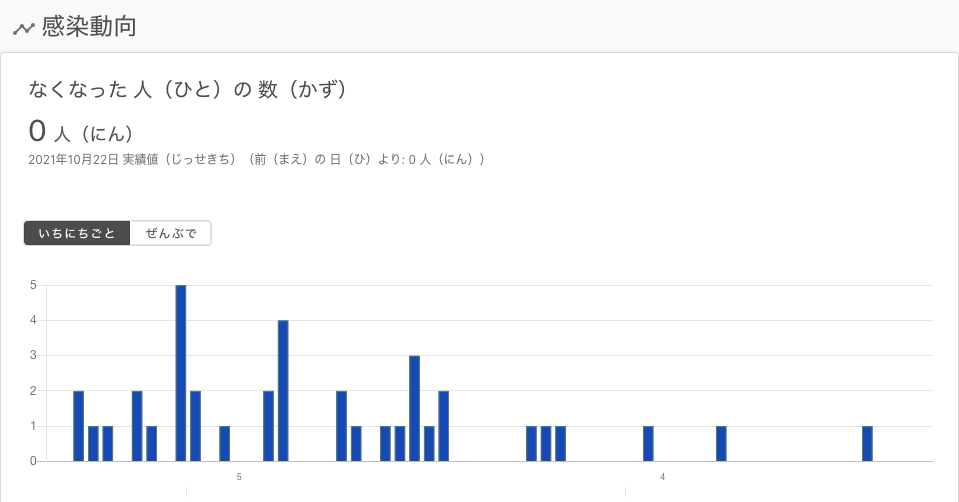 感染動向
なくなった 人（ひと）の 数（かず）
0 人（にん）
2021年10月22日 実績値（じっせきち）（前（まえ）の 日（ひ）より: 0 人（にん））
いちにちごと ぜんぶで
5
4
3
2
1
0
5 4